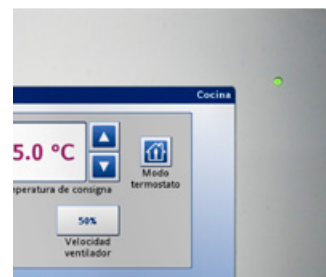 Cocina
5.0 °C
Modo
termostato
peratura de consigna
50%
Velocidad
ventilador